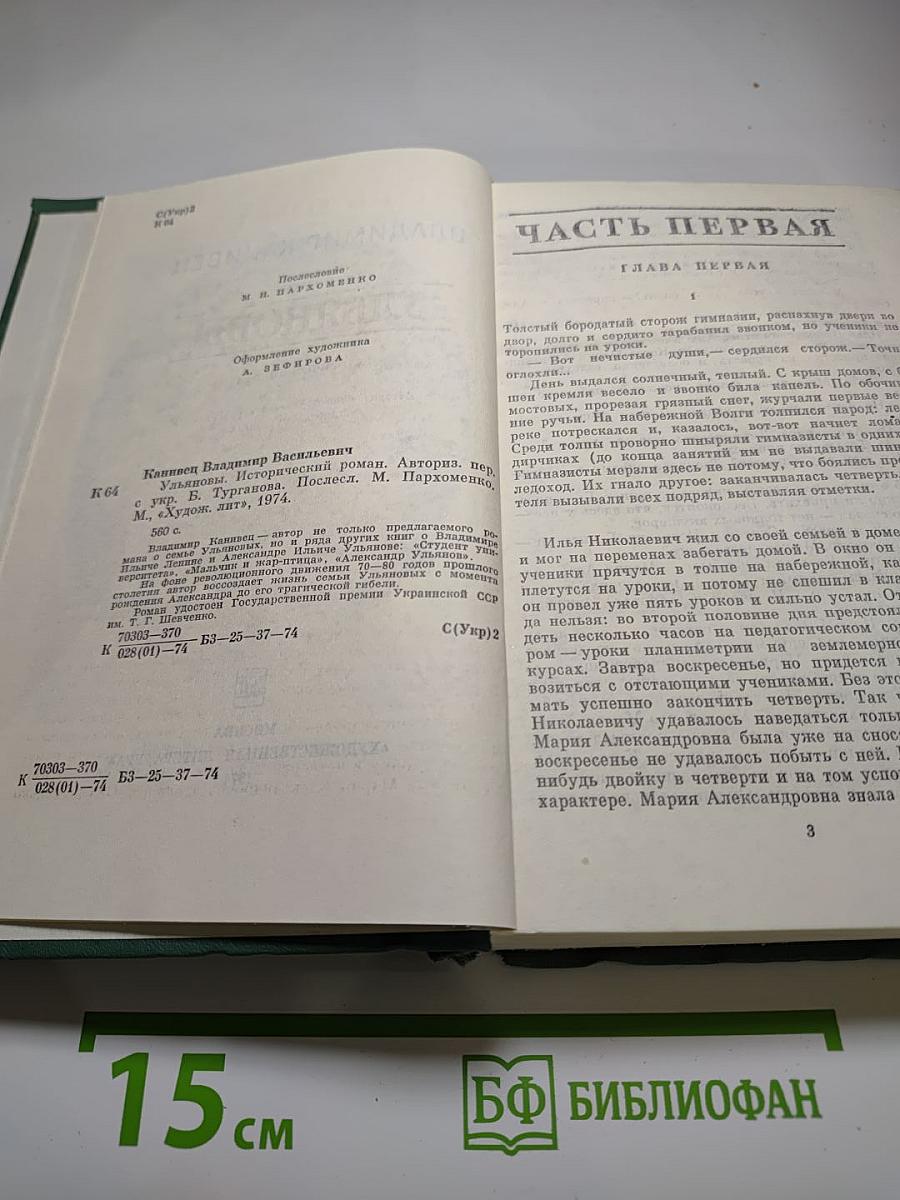 С(Укр)2
К 64
Послесловие
М. Н. ПАРХОМЕНКО
Оформление художника
А. ЗЕФИРОВА
Канивец Владимир Васильевич
К 64
Ульяновы. Исторический роман. Авториз. пер.
с укр. Б. Турганова. Послесл. М. Пархоменко.
М., «Худож. лит», 1974.
560 с.
Владимир Канивец — автор не только предлагаемого ро-
мана о семье Ульяновых, но и ряда других книг о Владимире
Ильиче Ленине и Александре Ильиче Ульянове: «Студент уни-
верситета», «Мальчик и жар-птица», «Александр Ульянов».
На фоне революционного движения 70—80 годов прошлого
столетия автор воссоздает жизнь семьи Ульяновых с момента
рождения Александра до его трагической гибели.
Роман удостоен Государственной премии Украинской ССР
им. Т. Г. Шевченко.
К 70303—370
028(01)—74 БЗ—25—37—74
С(Укр)2
К 70303—370
028(01)—74 БЗ—25—37—74
ЧАСТЬ ПЕРВАЯ
ГЛАВА ПЕРВАЯ
1
Толстый бородатый сторож гимназии, распахнув двери во
двор, долго и сердито тарабанил звонком, но ученики не
торопились на уроки.
— Вот нечистые души,— сердился сторож.— Точн
оглохли...
День выдался солнечный, теплый. С крыш домов, с б
шен кремля весело и звонко била капель. По обочин
мостовых, прорезая грязный снег, журчали первые ве
ние ручьи. На набережной Волги толпился народ: ле
реке потрескался и, казалось, вот-вот начнет лома
Среди толпы проворно шныряли гимназисты в одних
дирчиках (до конца занятий им не выдавали шин
Гимназисты мерзли здесь не потому, что боялись про
ледоход. Их гнало другое: заканчивалась четверть
теля вызывали всех подряд, выставляя отметки.
Илья Николаевич жил со своей семьей в доме
и мог на переменах забегать домой. В окно он
ученики прячутся в толпе на набережной, ка
плетутся на уроки, и потому не спешил в кла
он провел уже пять уроков и сильно устал. От
да нельзя: во второй половине дня предстоял
деть несколько часов на педагогическом сов
ром — уроки планиметрии на землемерно
курсах. Завтра воскресенье, но придется
возиться с отстающими учениками. Без это
мать успешно закончить четверть. Так ч
Николаевичу удавалось наведаться толь
Мария Александровна была уже на снос
воскресенье не удавалось побыть с ней.
нибудь двойку в четверти и на том успо
характере. Мария Александровна знала
3
15 см
БФ БИБЛИОФАН